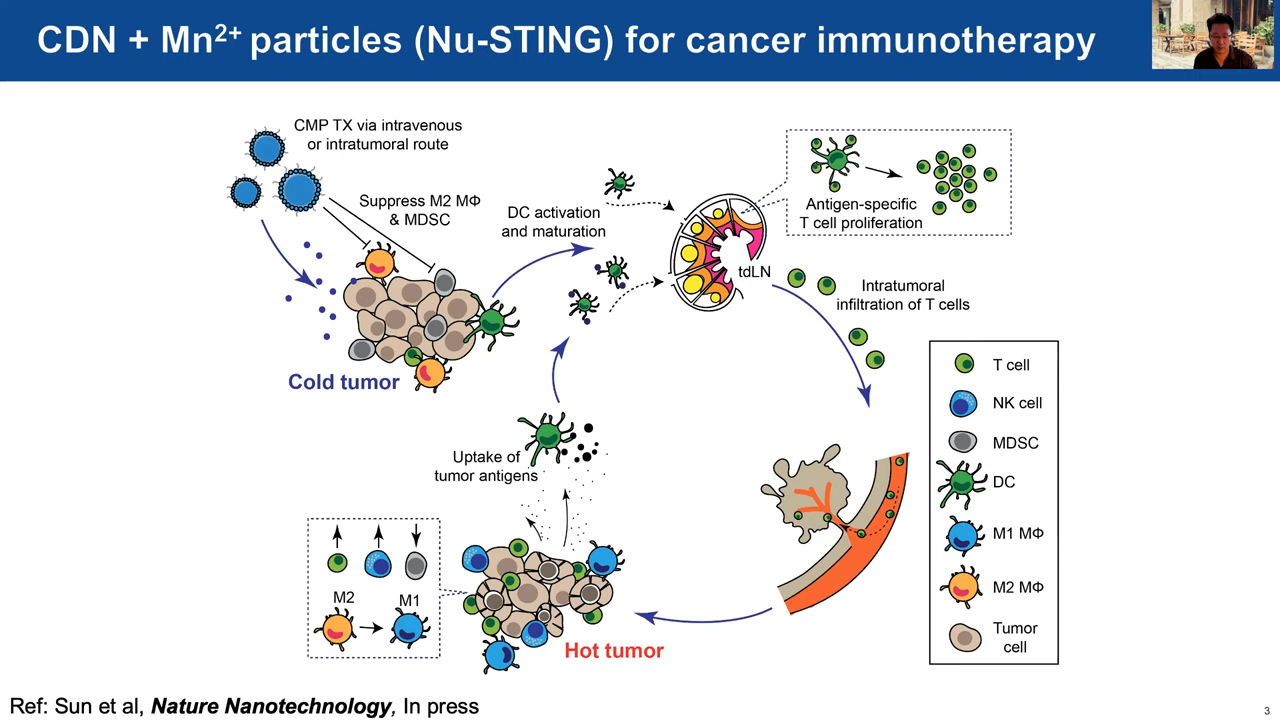 CDN + Mn2+ particles (Nu-STING) for cancer immunotherapy
CMP TX via intravenous
or intratumoral route
Suppress M2 MΦ
& MDSC
DC activation
and maturation
tdLN
Antigen-specific
T cell proliferation
Intratumoral
infiltration of T cells
Cold tumor
Uptake of
tumor antigens
M2
M1
Hot tumor
T cell
NK cell
MDSC
DC
M1 MΦ
M2 MΦ
Tumor
cell
Ref: Sun et al, Nature Nanotechnology, In press
3